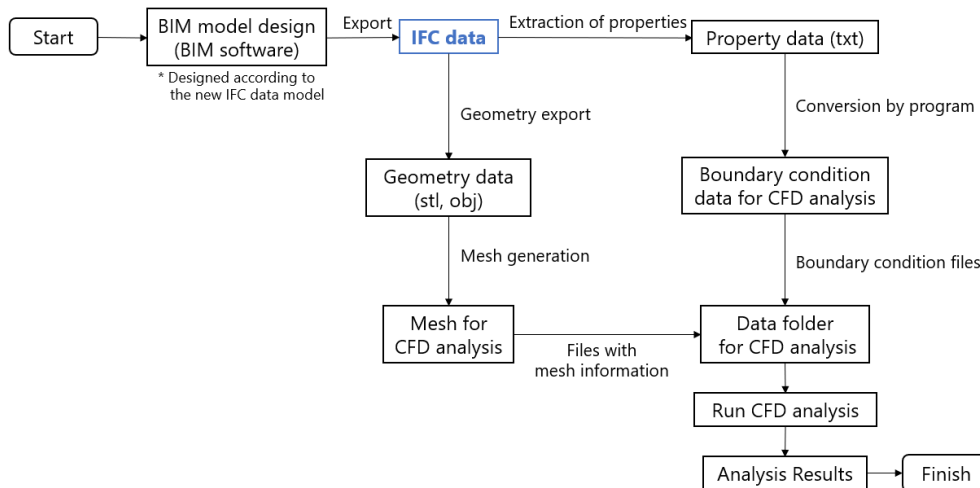 Start
BIM model design
(BIM software)
* Designed according to
the new IFC data model
Export
IFC data
Extraction of properties
Property data (txt)
Geometry export
Conversion by program
Geometry data
(stl, obj)
Boundary condition
data for CFD analysis
Mesh generation
Boundary condition files
Mesh for
CFD analysis
Files with
mesh information
Data folder
for CFD analysis
Run CFD analysis
Analysis Results
Finish